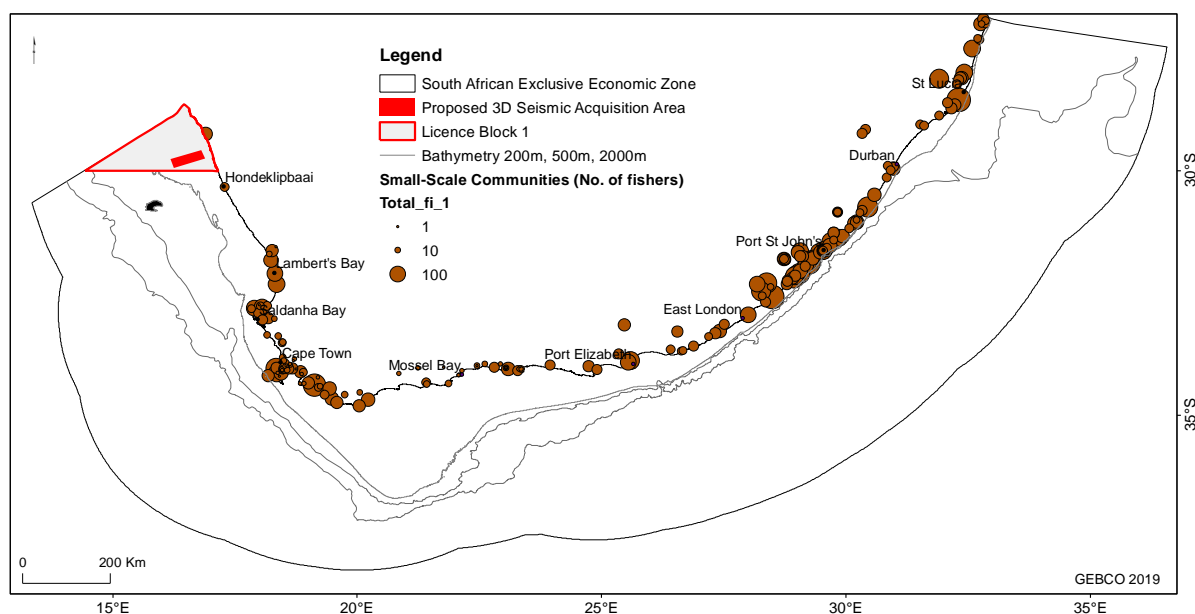 Legend
South African Exclusive Economic Zone
Proposed 3D Seismic Acquisition Area
Licence Block 1
Bathymetry 200m, 500m, 2000m
Small-Scale Communities (No. of fishers)
Total_fi_1
1
10
100
St Lucia
Durban
30°S
Hondeklipbaai
Port St John's
Lambert's Bay
Saldanha Bay
East London
Cape Town
Mossel Bay
Port Elizabeth
35°S
0 200 Km
GEBCO 2019
15°E 20°E 25°E 30°E 35°E